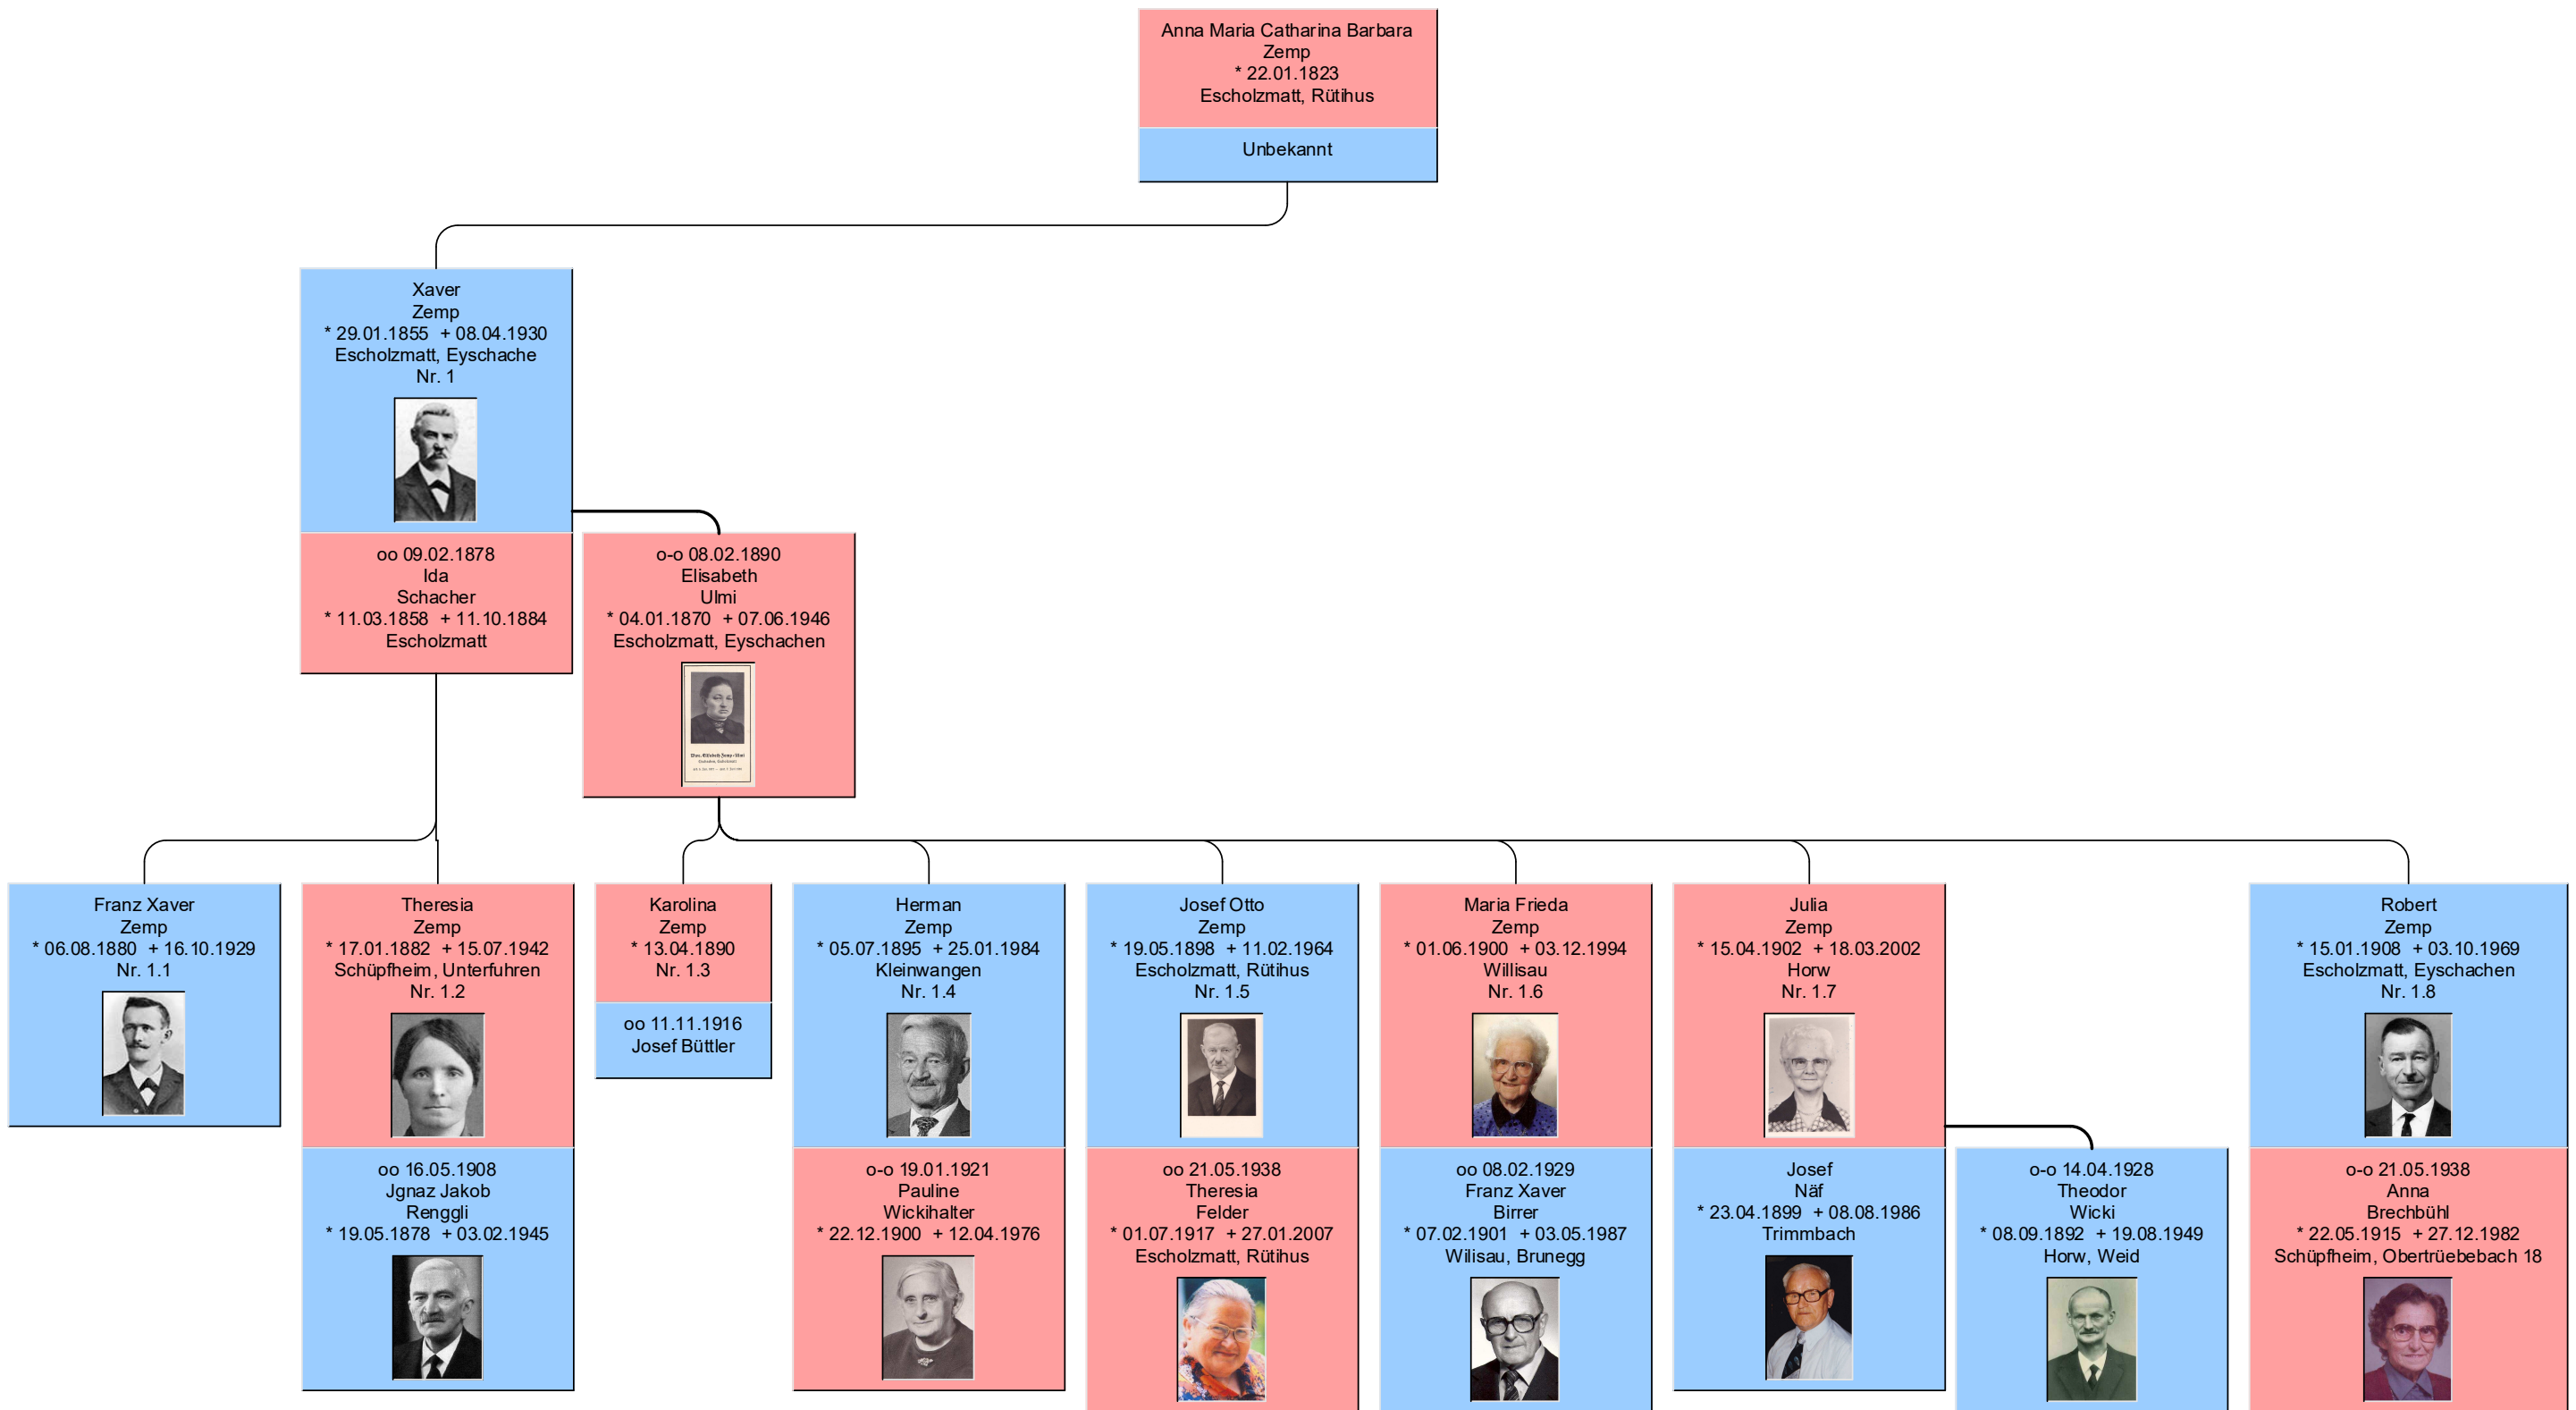 Anna Maria Catharina Barbara
Zemp
* 22.01.1823
Escholzmatt, Rütihus
Unbekannt
Xaver
Zemp
* 29.01.1855 + 08.04.1930
Escholzmatt, Eyschache
Nr. 1
oo 09.02.1878
Ida
Schacher
* 11.03.1858 + 11.10.1884
Escholzmatt
o-o 08.02.1890
Elisabeth
Ulmi
* 04.01.1870 + 07.06.1946
Escholzmatt, Eyschachen
Franz Xaver
Zemp
* 06.08.1880 + 16.10.1929
Nr. 1.1
Theresia
Zemp
* 17.01.1882 + 15.07.1942
Schüpfheim, Unterfuhren
Nr. 1.2
oo 16.05.1908
Jgnaz Jakob
Renggli
* 19.05.1878 + 03.02.1945
Karolina
Zemp
* 13.04.1890
Nr. 1.3
oo 11.11.1916
Josef Büttler
Herman
Zemp
* 05.07.1895 + 25.01.1984
Kleinwangen
Nr. 1.4
o-o 19.01.1921
Pauline
Wickihalter
* 22.12.1900 + 12.04.1976
Josef Otto
Zemp
* 19.05.1898 + 11.02.1964
Escholzmatt, Rütihus
Nr. 1.5
oo 21.05.1938
Theresia
Felder
* 01.07.1917 + 27.01.2007
Escholzmatt, Rütihus
Maria Frieda
Zemp
* 01.06.1900 + 03.12.1994
Willisau
Nr. 1.6
oo 08.02.1929
Franz Xaver
Birrer
* 07.02.1901 + 03.05.1987
Wilisau, Brunegg
Julia
Zemp
* 15.04.1902 + 18.03.2002
Horw
Nr. 1.7
Josef
Näf
* 23.04.1899 + 08.08.1986
Trimmbach
o-o 14.04.1928
Theodor
Wicki
* 08.09.1892 + 19.08.1949
Horw, Weid
Robert
Zemp
* 15.01.1908 + 03.10.1969
Escholzmatt, Eyschachen
Nr. 1.8
o-o 21.05.1938
Anna
Brechbühl
* 22.05.1915 + 27.12.1982
Schüpfheim, Obertrüebebach 18